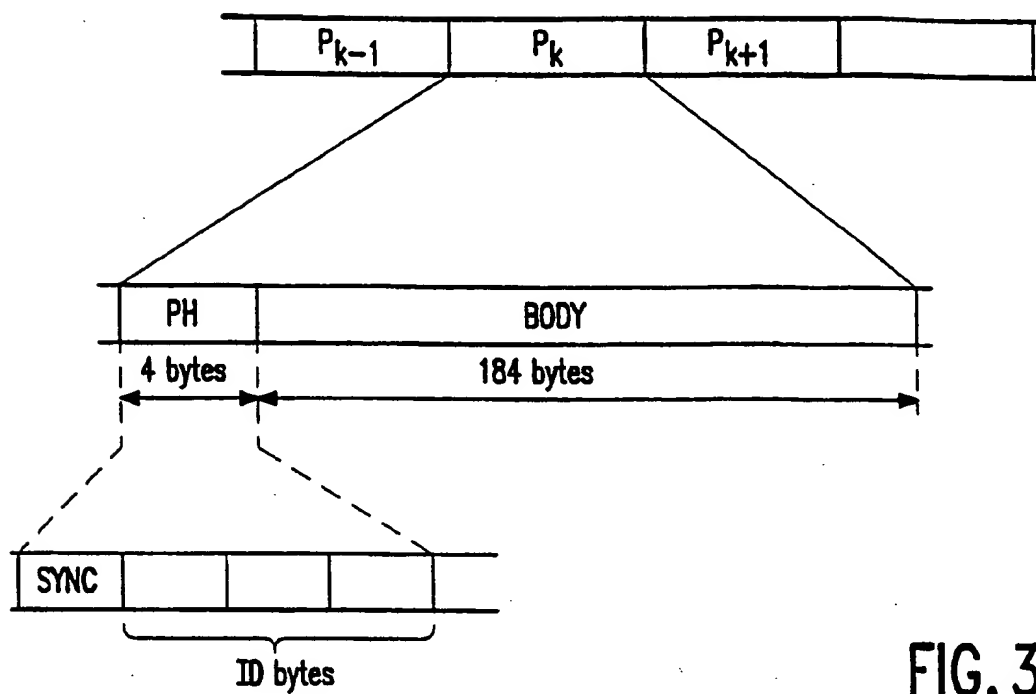 P_{k-1} P_k P_{k+1}
PH BODY
4 bytes 184 bytes
SYNC
ID bytes
FIG. 3